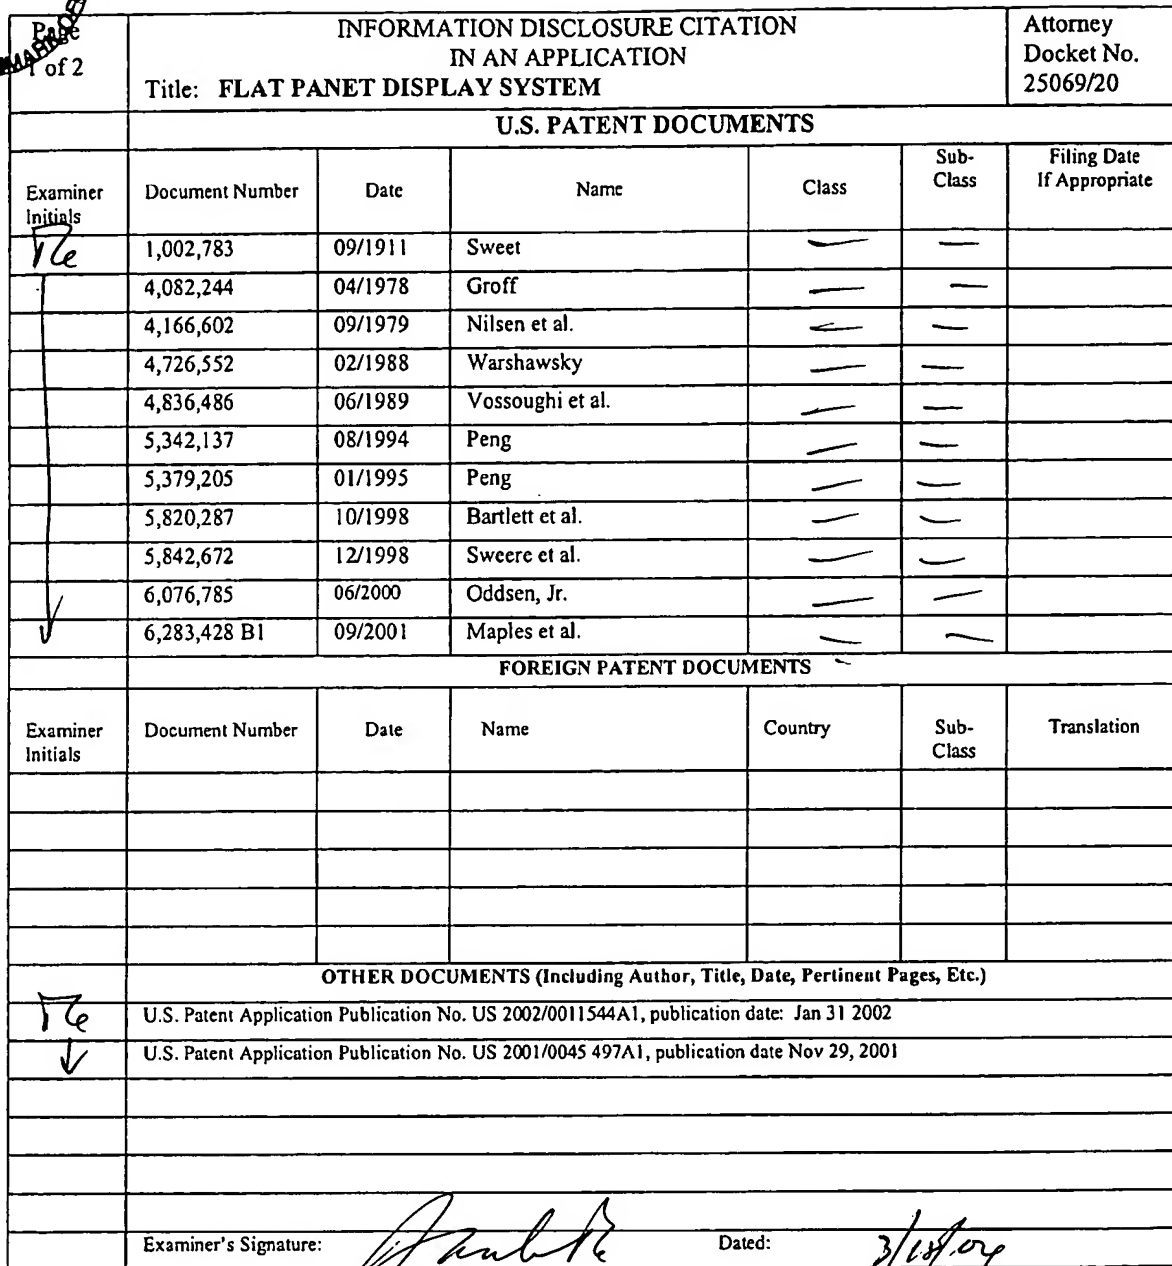 Page
1 of 2
INFORMATION DISCLOSURE CITATION
IN AN APPLICATION
Title: FLAT PANET DISPLAY SYSTEM
Attorney
Docket No.
25069/20
U.S. PATENT DOCUMENTS
Examiner
Initials
Document Number
Date
Name
Class
Sub-
Class
Filing Date
If Appropriate
1,002,783 09/1911 Sweet
4,082,244 04/1978 Groff
4,166,602 09/1979 Nilsen et al.
4,726,552 02/1988 Warshawsky
4,836,486 06/1989 Vossoughi et al.
5,342,137 08/1994 Peng
5,379,205 01/1995 Peng
5,820,287 10/1998 Bartlett et al.
5,842,672 12/1998 Sweere et al.
6,076,785 06/2000 Oddsen, Jr.
6,283,428 B1 09/2001 Maples et al.
FOREIGN PATENT DOCUMENTS
Examiner
Initials
Document Number
Date
Name
Country
Sub-
Class
Translation
OTHER DOCUMENTS (Including Author, Title, Date, Pertinent Pages, Etc.)
U.S. Patent Application Publication No. US 2002/0011544A1, publication date: Jan 31 2002
U.S. Patent Application Publication No. US 2001/0045 497A1, publication date Nov 29, 2001
Examiner's Signature:
Dated: 3/18/04